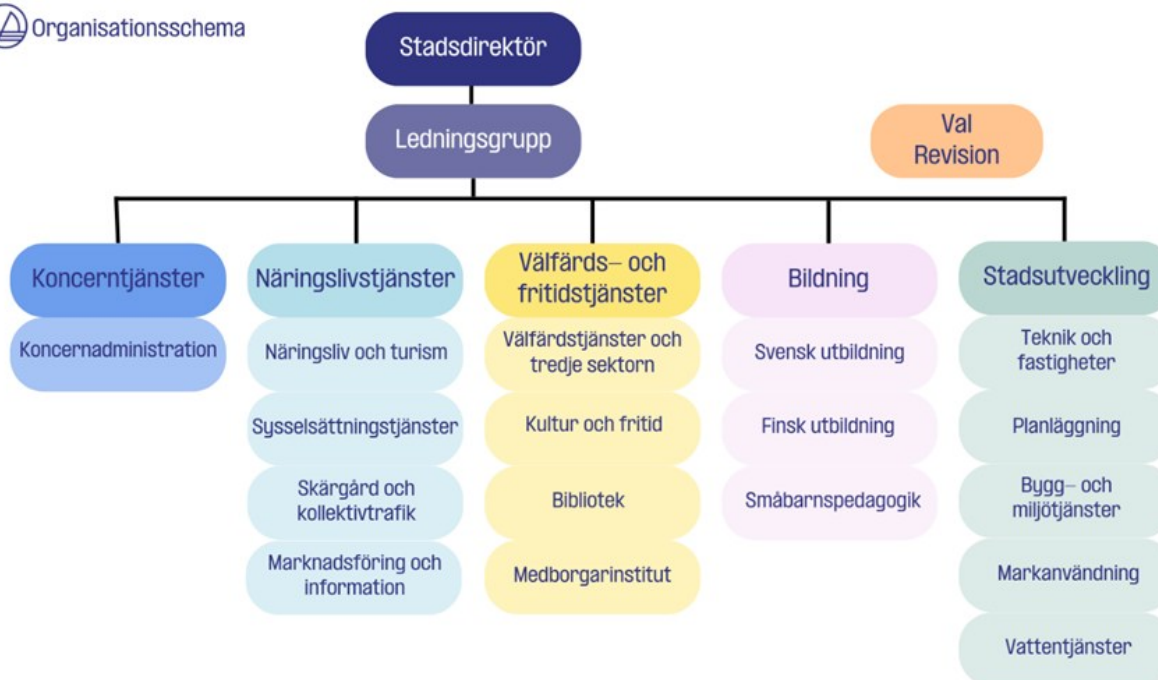 Organisationsschema
Stadsdirektör
Ledningsgrupp
Val
Revision
Koncerntjänster
Koncernadministration
Näringslivstjänster
Näringsliv och turism
Sysselsättningstjänster
Skärgård och
kollektivtrafik
Marknadsföring och
information
Välfärds– och
fritidstjänster
Välfärdstjänster och
tredje sektorn
Kultur och fritid
Bibliotek
Medborgarinstitut
Bildning
Svensk utbildning
Finsk utbildning
Småbarnspedagogik
Stadsutveckling
Teknik och
fastigheter
Planläggning
Bygg– och
miljötjänster
Markanvändning
Vattentjänster